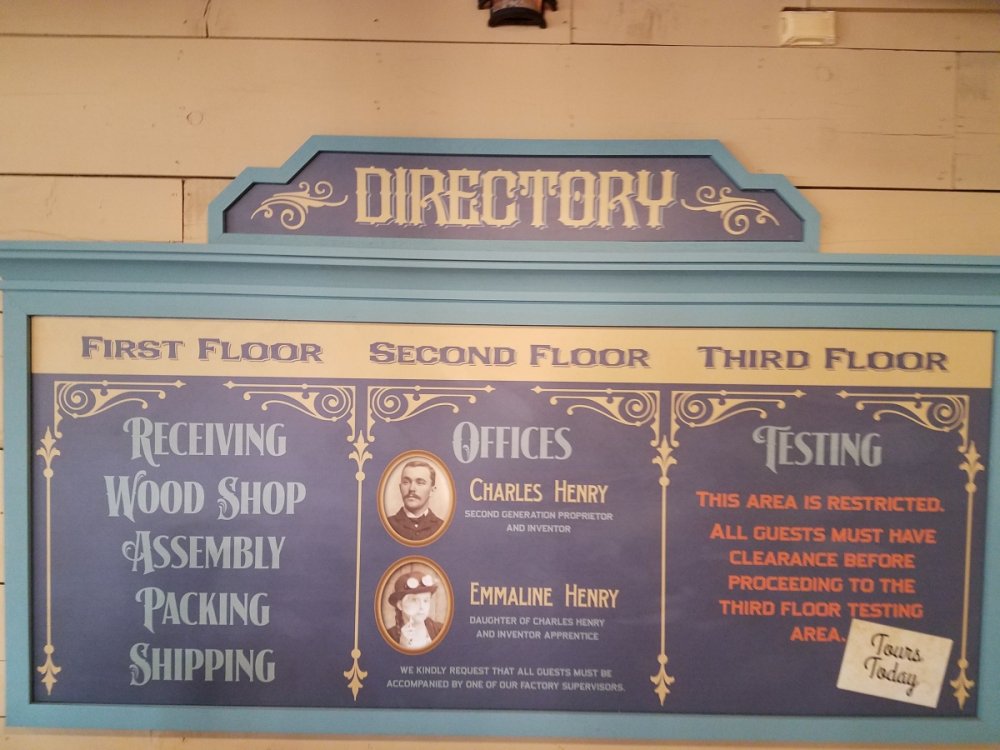 DIRECTORY
FIRST FLOOR
RECEIVING
WOOD SHOP
ASSEMBLY
PACKING
SHIPPING
SECOND FLOOR
OFFICES
CHARLES HENRY
SECOND GENERATION PROPRIETOR
AND INVENTOR
EMMALINE HENRY
DAUGHTER OF CHARLES HENRY
AND INVENTOR APPRENTICE
WE KINDLY REQUEST THAT ALL GUESTS MUST BE
ACCOMPANIED BY ONE OF OUR FACTORY SUPERVISORS.
THIRD FLOOR
TESTING
THIS AREA IS RESTRICTED.
ALL GUESTS MUST HAVE
CLEARANCE BEFORE
PROCEEDING TO THE
THIRD FLOOR TESTING
AREA.
Tours
Today